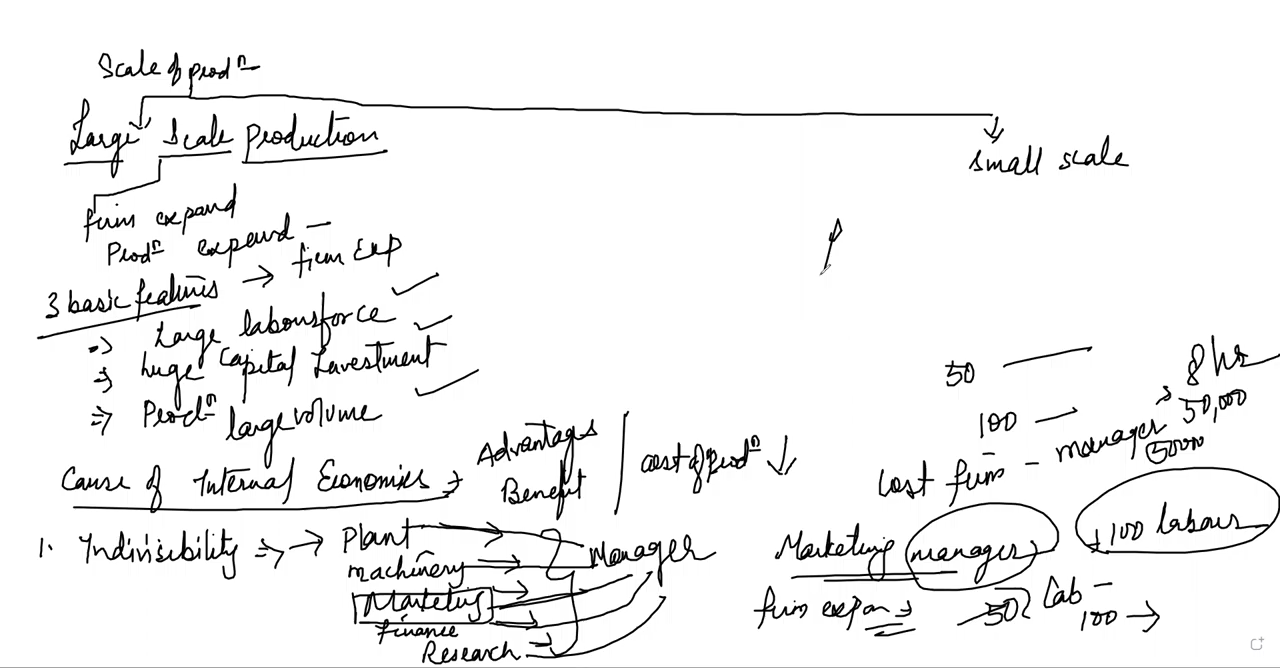 Scale of prodⁿ
Large Scale Production
small scale
firm expand
Prodⁿ expand –
3 basic features → firm Exp
⇒ Large labourforce ✓
⇒ huge Capital Investment ✓
⇒ Prodⁿ large volume ✓
50 — 8 hr
100 — manager → 50,000
50000
Cause of Internal Economies → Advantages Benefit | cost of prodⁿ ↓
Cost firm –
1. Indivisibility ⇒ → Plant
machinery
Marketing
finance
Research
Manager
Marketing manager
100 labour
firm expan →
50 Lab –
100 →